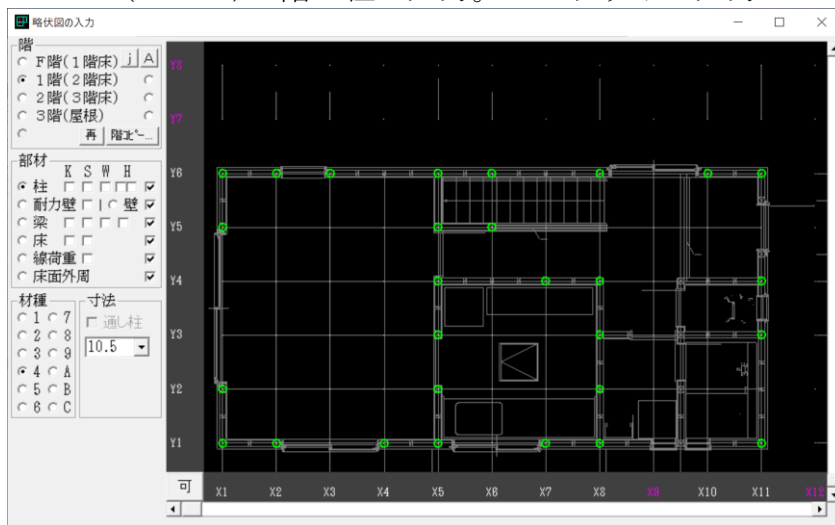 略伏図の入力
階
F階(1階床) j A
1階(2階床)
2階(3階床)
3階(屋根)
再 階ｺﾋﾟｰ...
部材
K S W H
柱
耐力壁 | 壁
梁
床
線荷重
床面外周
材種
1 7
2 8
3 9
4 A
5 B
6 C
寸法
通し柱
10.5
Y8
Y7
Y6
Y5
Y4
Y3
Y2
Y1
可 X1 X2 X3 X4 X5 X6 X7 X8 X9 X10 X11 X12